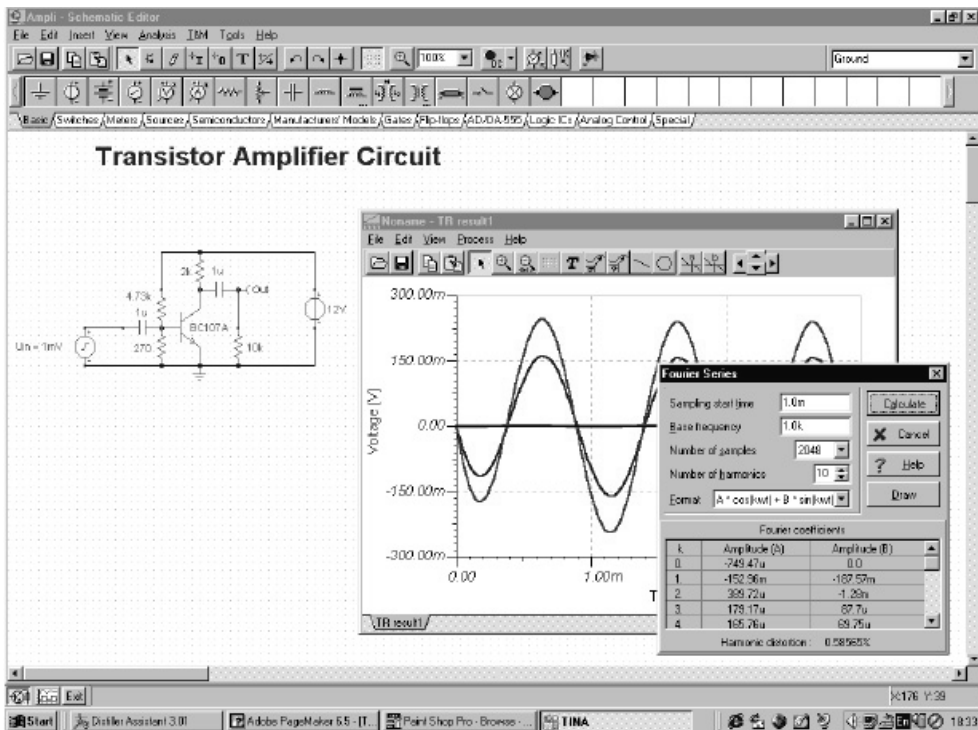 Ampli - Schematic Editor
File Edit Insert View Analysis T&M Tools Help
100%
DC
Ground
Basic Switches Meters Sources Semiconductors Manufacturers' Models Gates Flip-flops AD/DA-555 Logic ICs Analog Control Special
Transistor Amplifier Circuit
2k
1u
Out
4.73k
1u
BC107A
12V
Uin = 1mV
270
10k
Noname - TR result1
File Edit View Process Help
300.00m
150.00m
0.00
-150.00m
-300.00m
Voltage [V]
0.00
1.00m
T
TR result1
Fourier Series
Sampling start time 1.0m
Base frequency 1.0k
Number of samples 2048
Number of harmonics 10
Format A * cos(kwt) + B * sin(kwt)
Calculate
Cancel
Help
Draw
Fourier coefficients
k. Amplitude (A) Amplitude (B)
0. -749.47u 0.0
1. -152.96m -187.57m
2. 389.72u -1.28m
3. 179.17u 87.7u
4. 165.76u 69.75u
Harmonic distortion : 0.58565%
Exit
X:176 Y:39
Start
Distiller Assistant 3.01
Adobe PageMaker 6.5 - [T...
Paint Shop Pro - Browse - ...
TINA
En
18:33